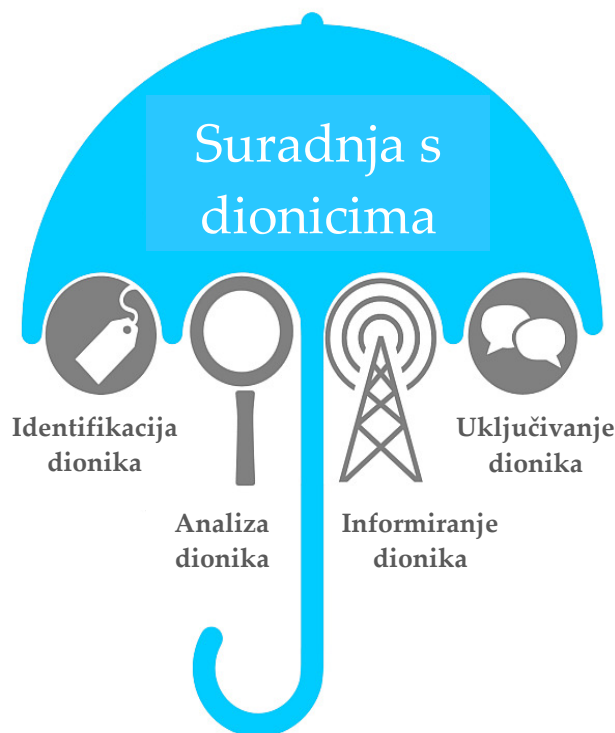 Suradnja s
dionicima
Identifikacija
dionika
Analiza
dionika
Informiranje
dionika
Uključivanje
dionika